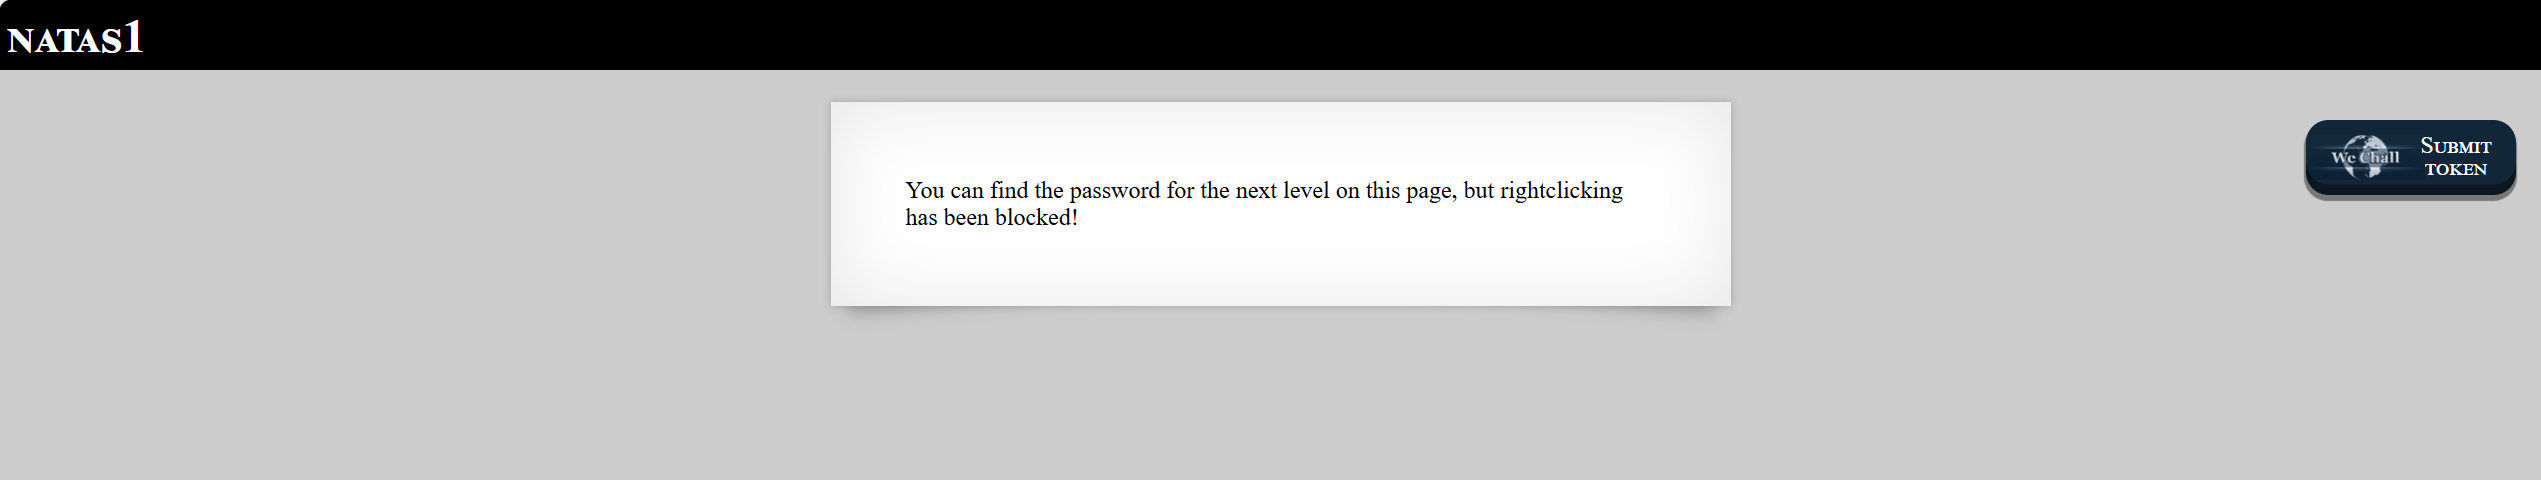 NATAS1
You can find the password for the next level on this page, but rightclicking
has been blocked!
We Chall
SUBMIT
TOKEN